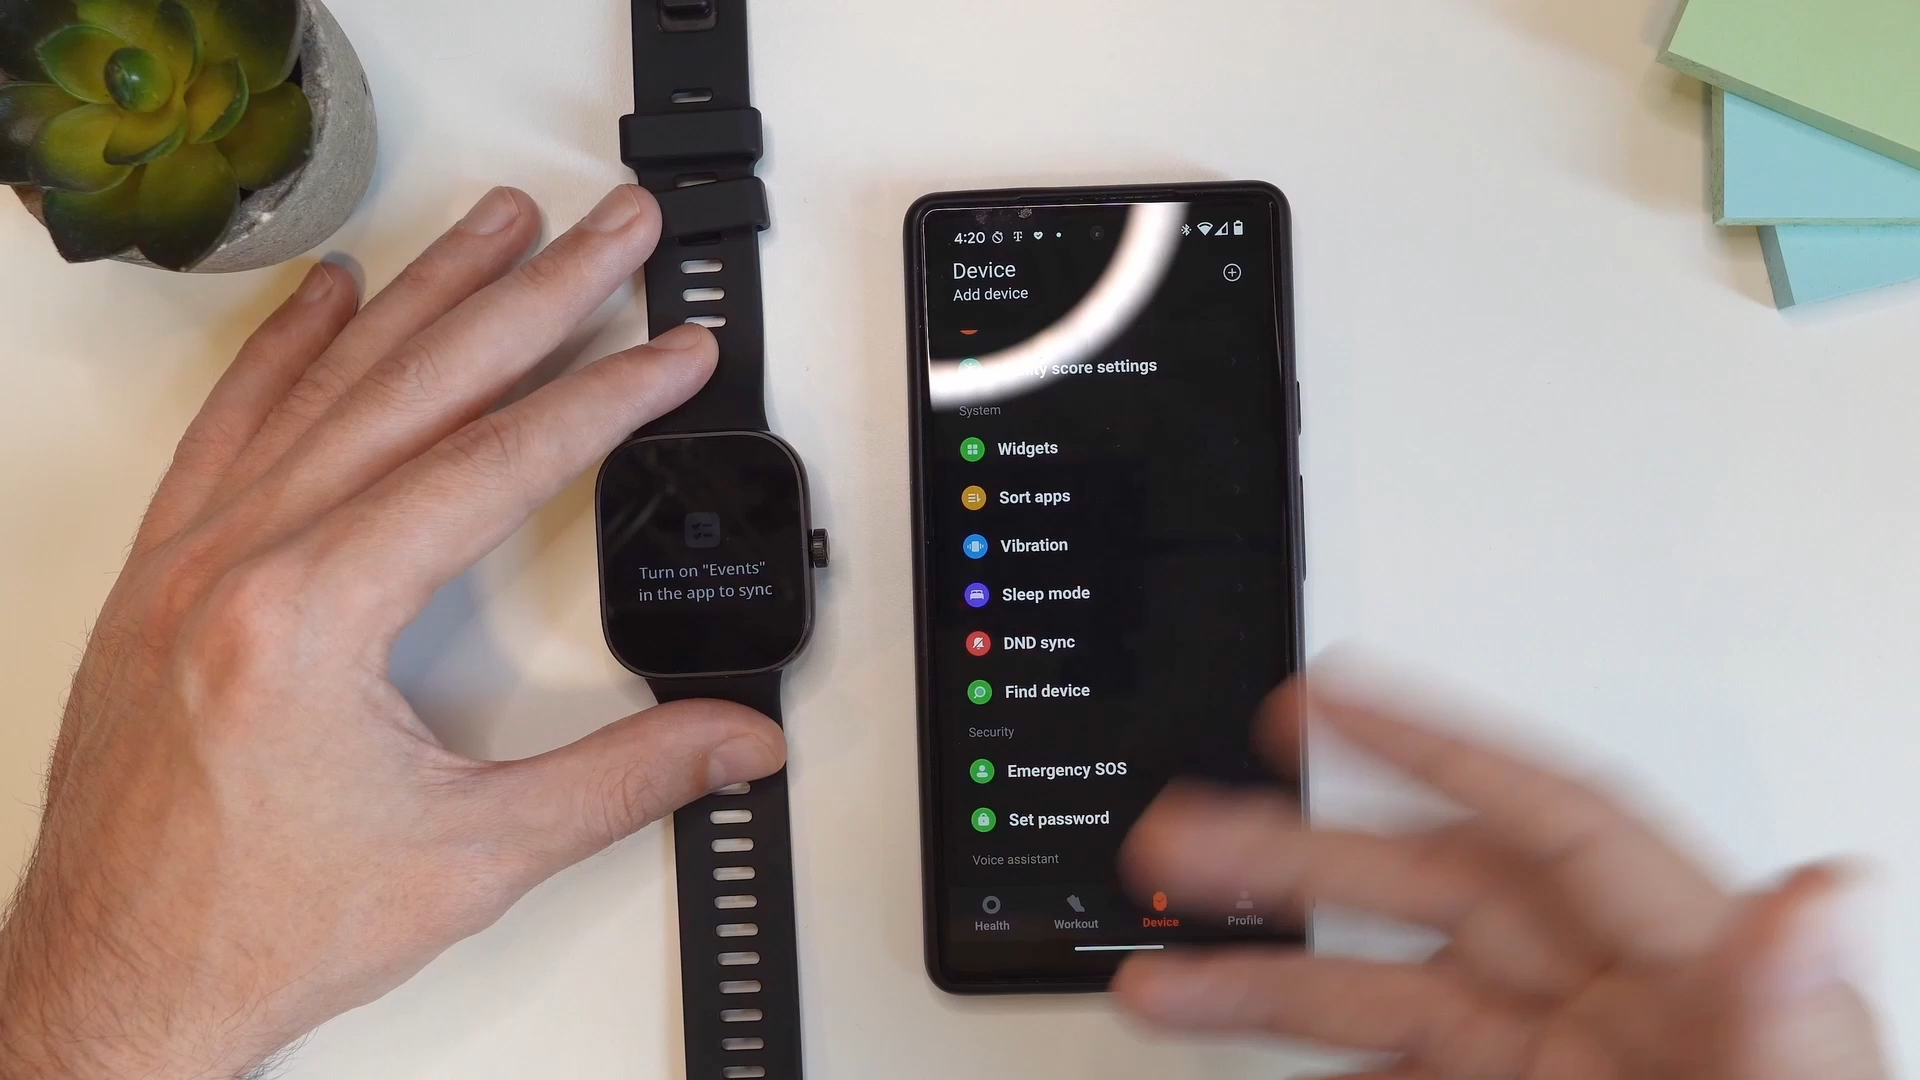 Turn on "Events"
in the app to sync
4:20
Device
Add device
score settings
System
Widgets
Sort apps
Vibration
Sleep mode
DND sync
Find device
Security
Emergency SOS
Set password
Voice assistant
Health
Workout
Device
Profile